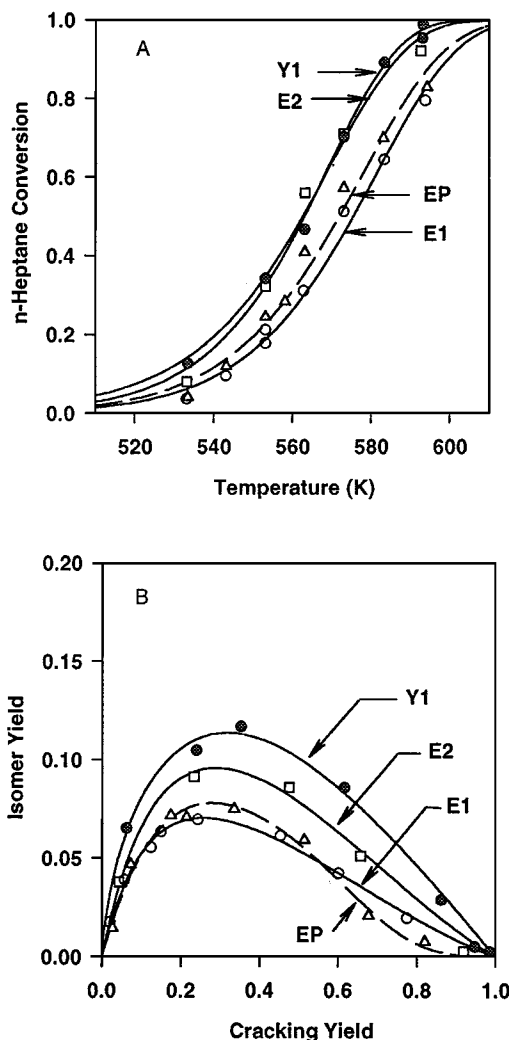 A
Y1
E2
EP
E1
n-Heptane Conversion
1.0
0.8
0.6
0.4
0.2
0.0
520 540 560 580 600
Temperature (K)
B
Y1
E2
E1
EP
Isomer Yield
0.20
0.15
0.10
0.05
0.00
0.0 0.2 0.4 0.6 0.8 1.0
Cracking Yield